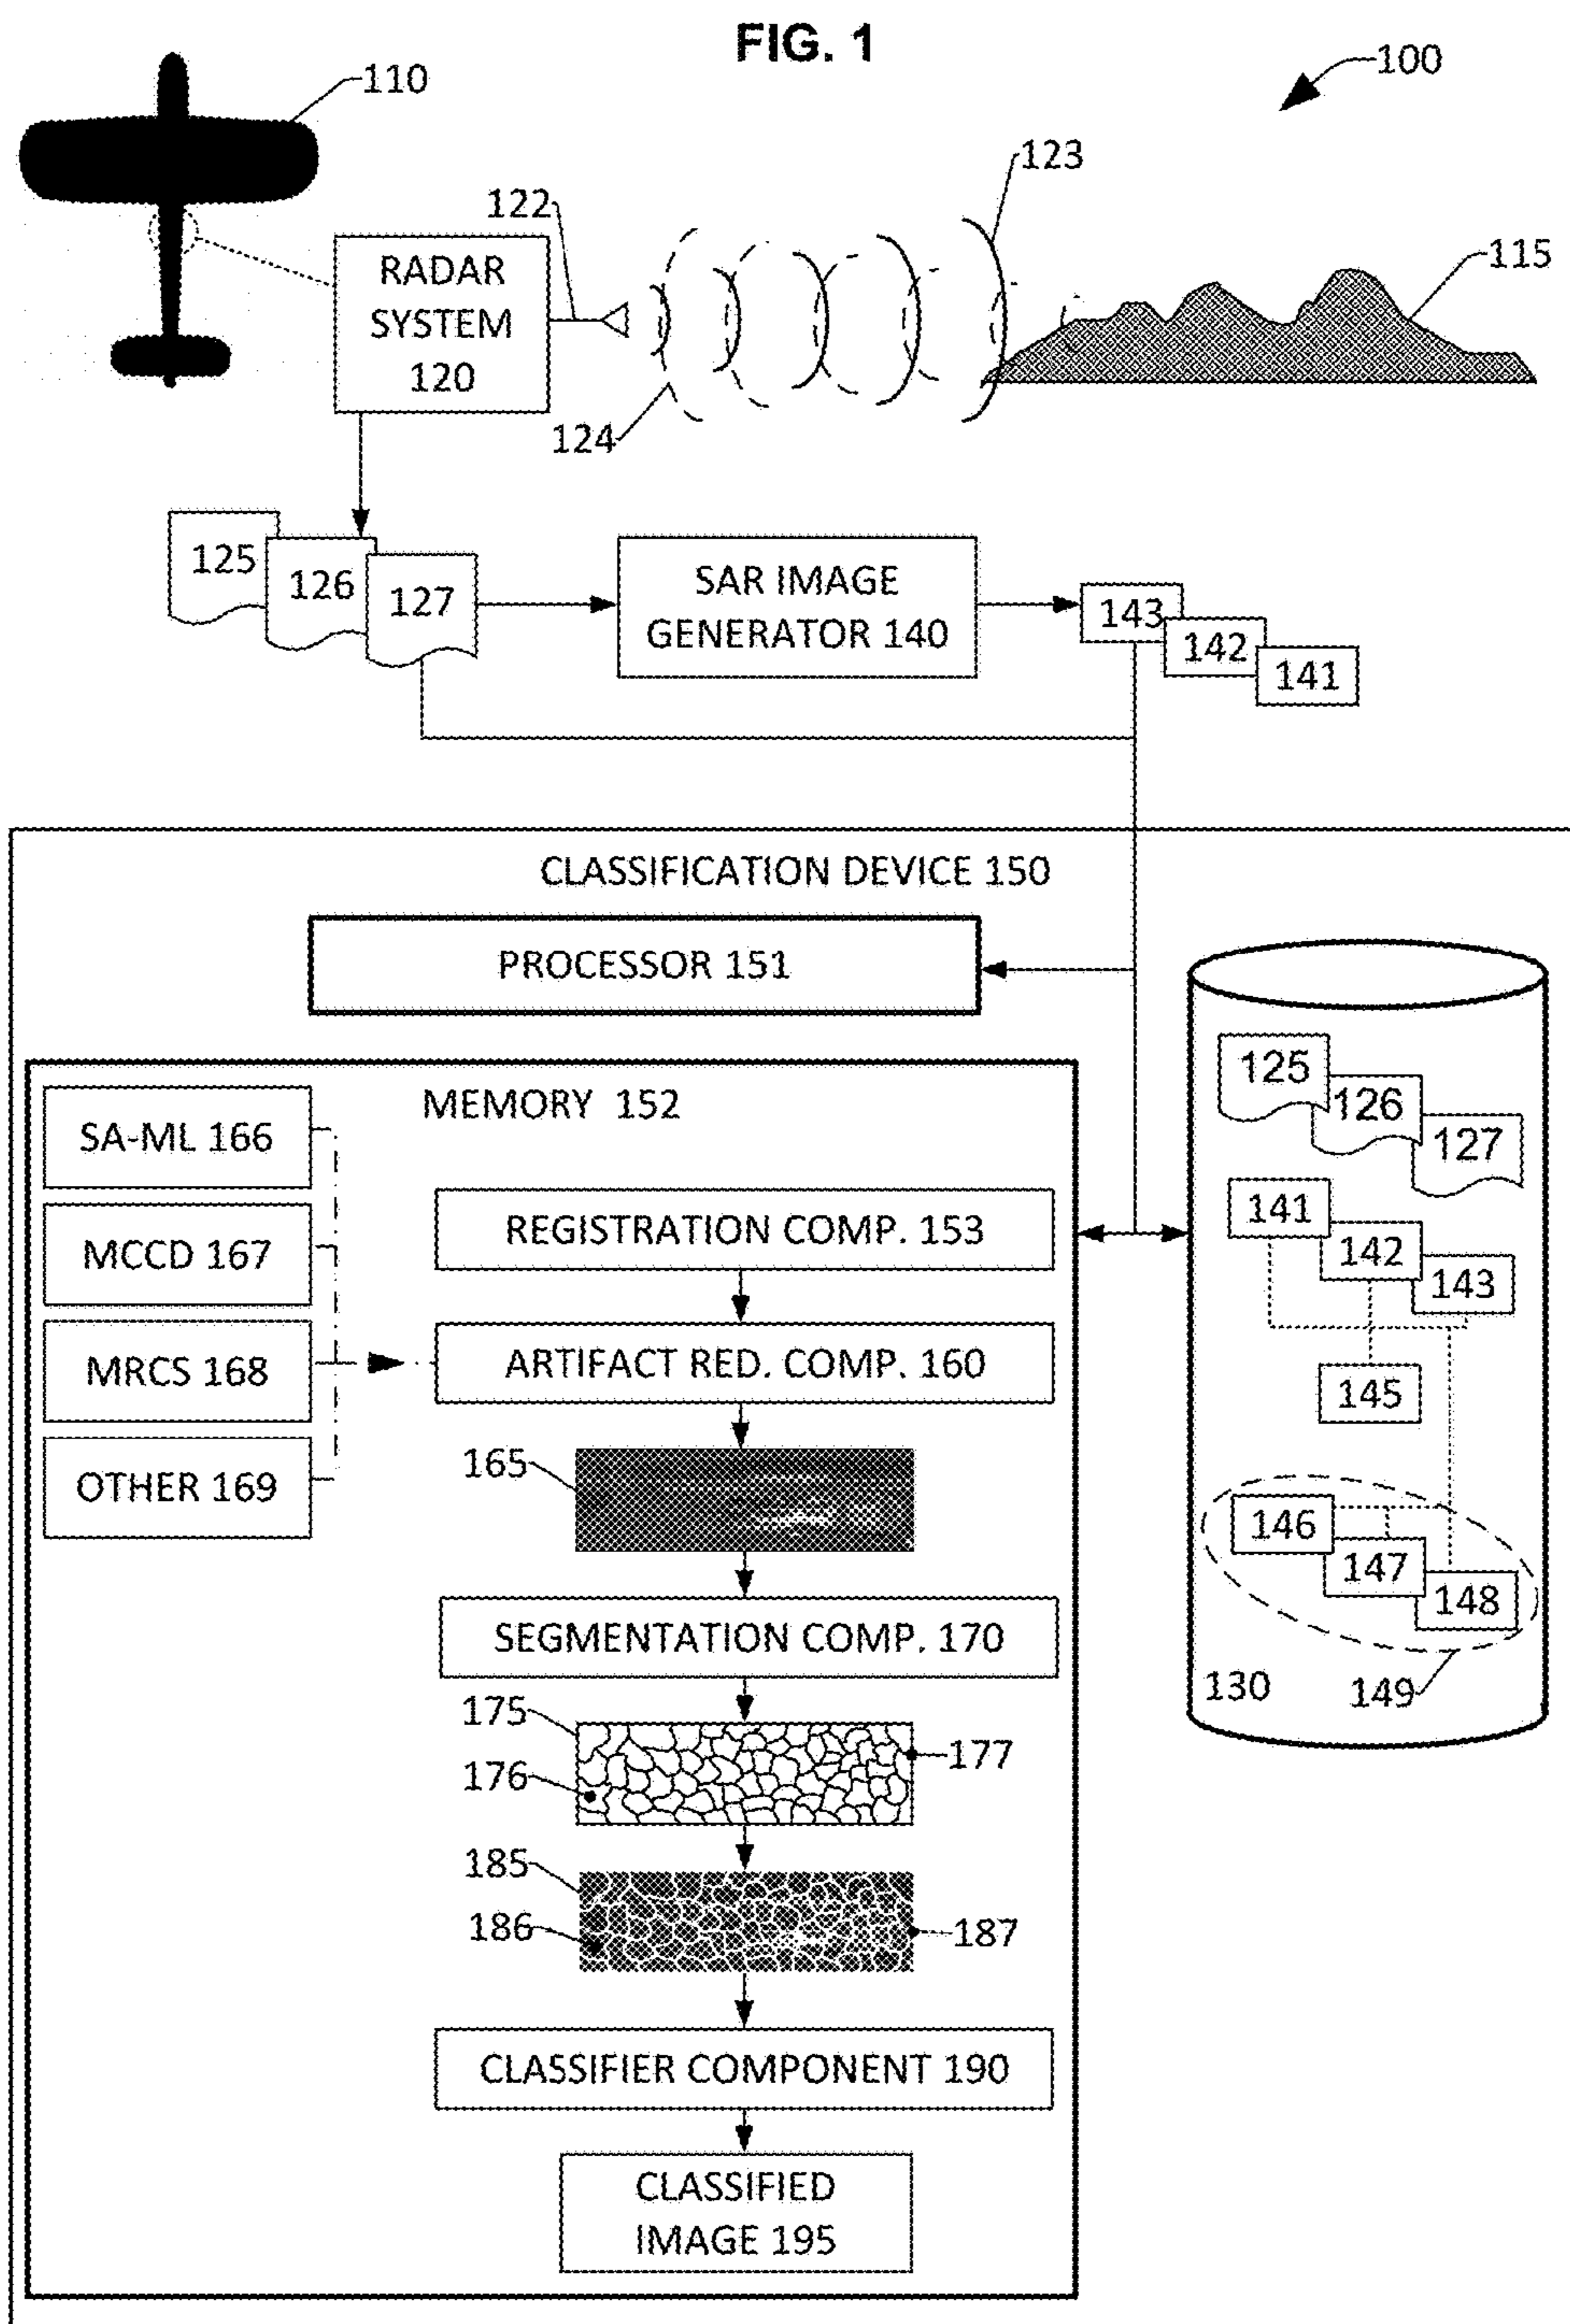 FIG. 1
100
110
123
122
115
RADAR
SYSTEM
120
124
125
126
127
SAR IMAGE
GENERATOR 140
143
142
141
CLASSIFICATION DEVICE 150
PROCESSOR 151
MEMORY 152
SA-ML 166
MCCD 167
MRCS 168
OTHER 169
REGISTRATION COMP. 153
ARTIFACT RED. COMP. 160
165
SEGMENTATION COMP. 170
175
177
176
185
186
187
CLASSIFIER COMPONENT 190
CLASSIFIED
IMAGE 195
125
126
127
141
142
143
145
146
147
148
130
149